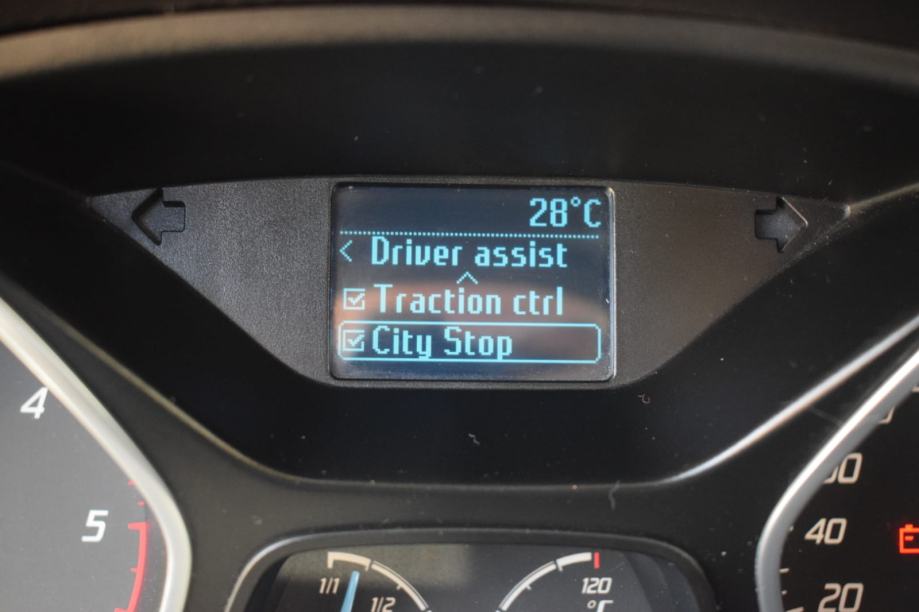 28°C
< Driver assist
Traction ctrl
City Stop
4
5
40
20
1/1
1/2
120
°C